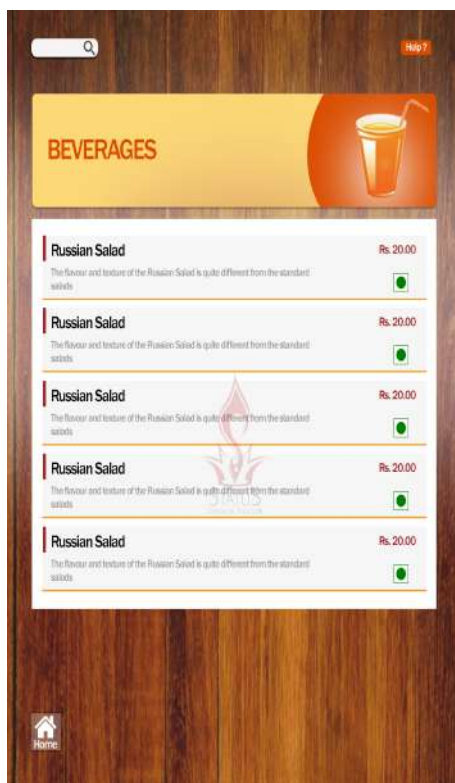 Help ?
BEVERAGES
Russian Salad Rs. 20.00
The flavour and texture of the Russian Salad is quite different from the standard
salads
Russian Salad Rs. 20.00
The flavour and texture of the Russian Salad is quite different from the standard
salads
Russian Salad Rs. 20.00
The flavour and texture of the Russian Salad is quite different from the standard
salads
Russian Salad Rs. 20.00
The flavour and texture of the Russian Salad is quite different from the standard
salads
STATUS
Russian Salad Rs. 20.00
The flavour and texture of the Russian Salad is quite different from the standard
salads
Home